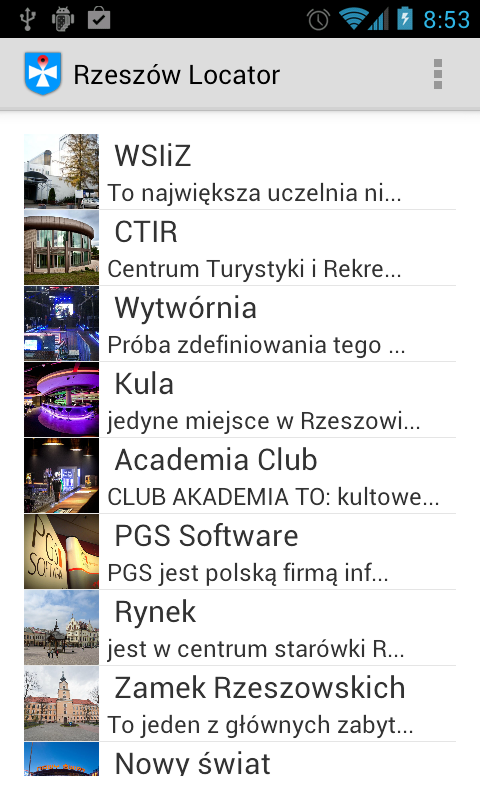 8:53
Rzeszów Locator
WSIiZ
To największa uczelnia ni...
CTIR
Centrum Turystyki i Rekre...
Wytwórnia
Próba zdefiniowania tego ...
Kula
jedyne miejsce w Rzeszowi...
Academia Club
CLUB AKADEMIA TO: kultowe...
PGS Software
PGS jest polską firmą inf...
Rynek
jest w centrum starówki R...
Zamek Rzeszowskich
To jeden z głównych zabyt...
Nowy świat